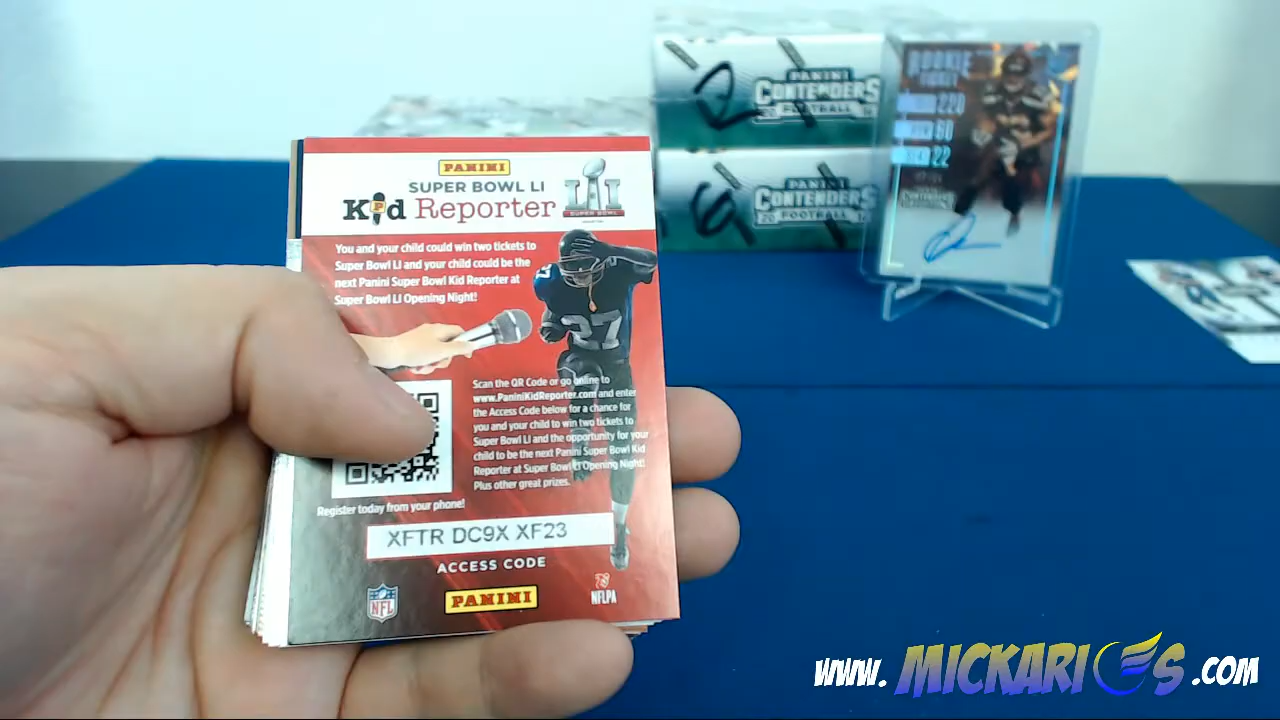 PANINI
SUPER BOWL LI
Kid Reporter
LI
SUPER BOWL
You and your child could win two tickets to
Super Bowl LI and your child could be the
next Panini Super Bowl Kid Reporter at
Super Bowl LI Opening Night!
27
Scan the QR Code or go online to
www.PaniniKidReporter.com and enter
the Access Code below for a chance for
you and your child to win two tickets to
Super Bowl LI and the opportunity for your
child to be the next Panini Super Bowl Kid
Reporter at Super Bowl LI Opening Night!
Plus other great prizes.
Register today from your phone!
XFTR DC9X XF23
ACCESS CODE
NFL
PANINI
NFLPA
PANINI
CONTENDERS
FOOTBALL
PANINI
CONTENDERS
FOOTBALL
ROOKIE
TICKET
220
60
22
www.MICKARIOS.com